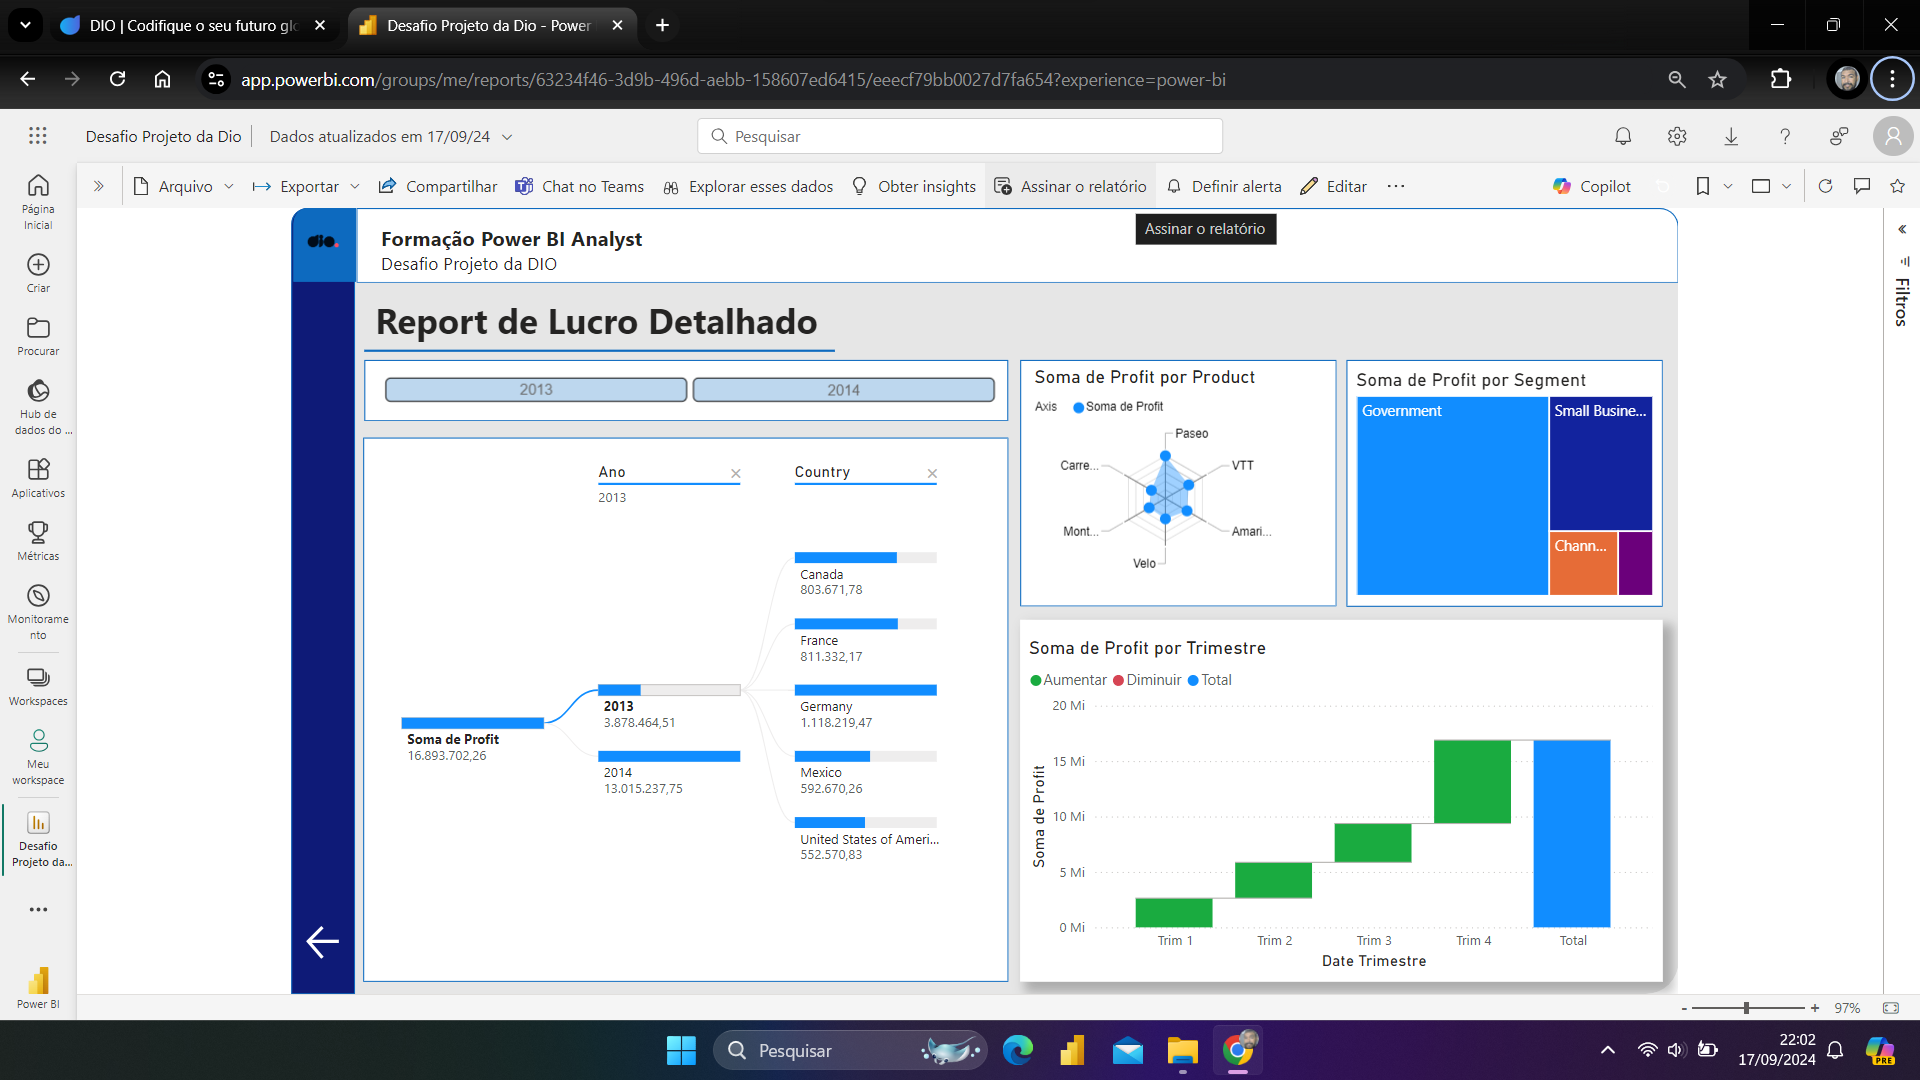 DIO | Codifique o seu futuro glo
Desafio Projeto da Dio - Power
app.powerbi.com/groups/me/reports/63234f46-3d9b-496d-aebb-158607ed6415/eeecf79bb0027d7fa654?experience=power-bi
Desafio Projeto da Dio
Dados atualizados em 17/09/24
Pesquisar
Arquivo
Exportar
Compartilhar
Chat no Teams
Explorar esses dados
Obter insights
Assinar o relatório
Definir alerta
Editar
Copilot
Assinar o relatório
Página
Inicial
Criar
Procurar
Hub de
dados do ...
Aplicativos
Métricas
Monitorame
nto
Workspaces
Meu
workspace
Desafio
Projeto da...
Power BI
dio.
Formação Power BI Analyst
Desafio Projeto da DIO
Report de Lucro Detalhado
2013
2014
Ano
2013
Country
Soma de Profit
16.893.702,26
2013
3.878.464,51
2014
13.015.237,75
Canada
803.671,78
France
811.332,17
Germany
1.118.219,47
Mexico
592.670,26
United States of Ameri...
552.570,83
Soma de Profit por Product
Axis
Soma de Profit
Paseo
VTT
Amari...
Velo
Mont...
Carre...
Soma de Profit por Segment
Government
Small Busine...
Chann...
Soma de Profit por Trimestre
Aumentar
Diminuir
Total
Soma de Profit
20 Mi
15 Mi
10 Mi
5 Mi
0 Mi
Trim 1
Trim 2
Trim 3
Trim 4
Total
Date Trimestre
Filtros
- + 97%
Pesquisar
22:02
17/09/2024
PRE